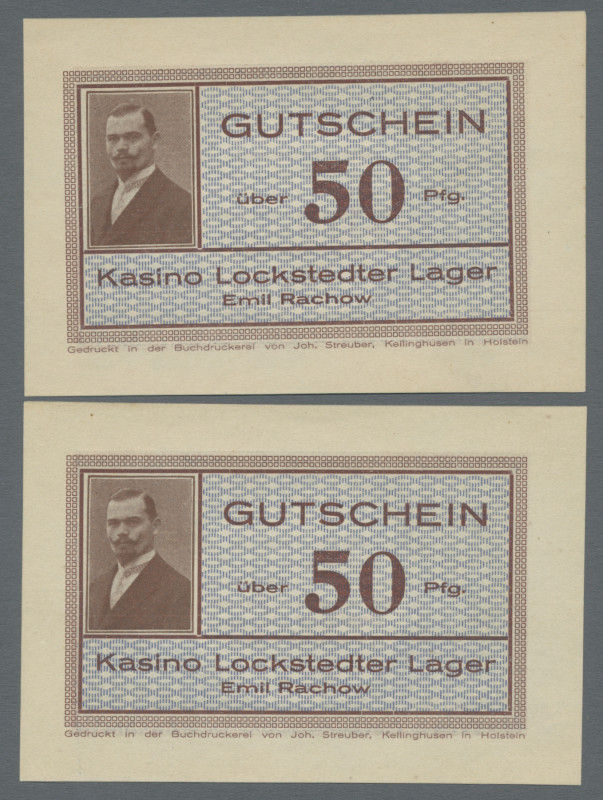 GUTSCHEIN
über 50 Pfg.
Kasino Lockstedter Lager
Emil Rachow
Gedruckt in der Buchdruckerei von Joh. Streuber, Kellinghusen in Holstein
GUTSCHEIN
über 50 Pfg.
Kasino Lockstedter Lager
Emil Rachow
Gedruckt in der Buchdruckerei von Joh. Streuber, Kellinghusen in Holstein